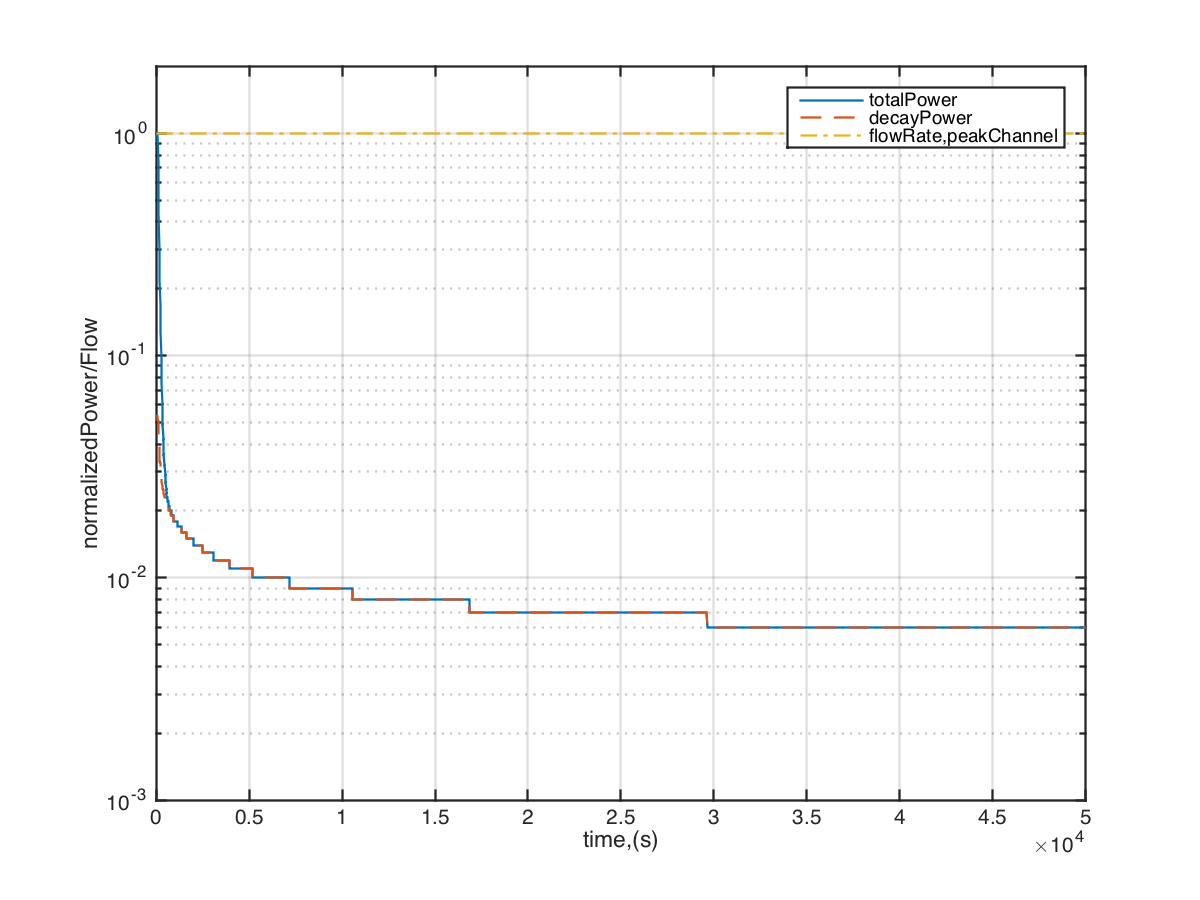 totalPower
decayPower
flowRate,peakChannel
normalizedPower/Flow
10^0
10^-1
10^-2
10^-3
0 0.5 1 1.5 2 2.5 3 3.5 4 4.5 5
time,(s)
×10^4